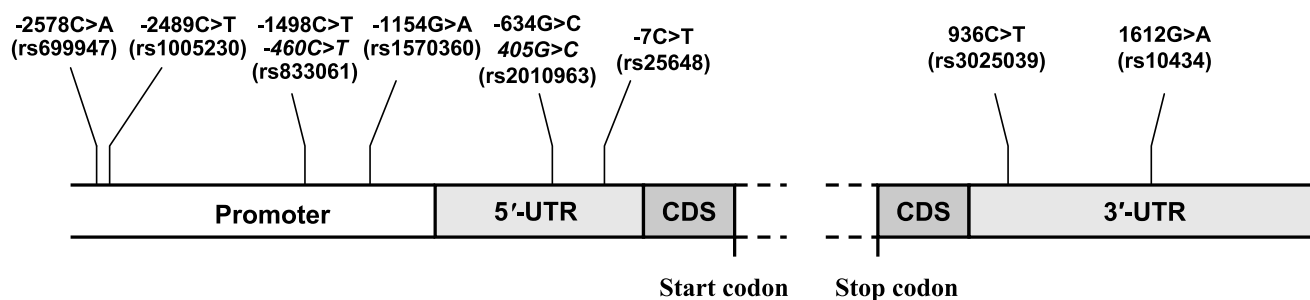 -2578C>A
(rs699947)
-2489C>T
(rs1005230)
-1498C>T
-460C>T
(rs833061)
-1154G>A
(rs1570360)
-634G>C
405G>C
(rs2010963)
-7C>T
(rs25648)
936C>T
(rs3025039)
1612G>A
(rs10434)
Promoter
5′-UTR
CDS
CDS
3′-UTR
Start codon
Stop codon